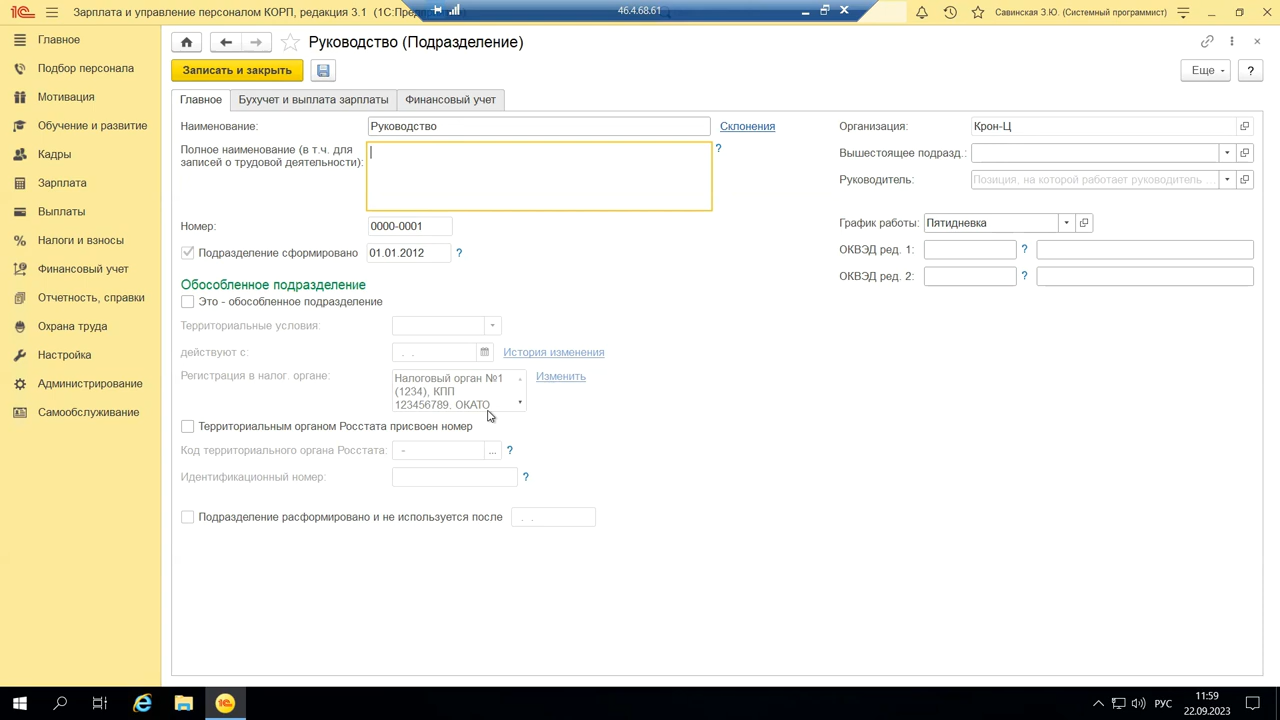 Зарплата и управление персоналом КОРП, редакция 3.1 (1С:Пред
46.4.68.61
Савинская З.Ю. (Системный программист)
Главное
Подбор персонала
Мотивация
Обучение и развитие
Кадры
Зарплата
Выплаты
Налоги и взносы
Финансовый учет
Отчетность, справки
Охрана труда
Настройка
Администрирование
Самообслуживание
Руководство (Подразделение)
Записать и закрыть
Еще
?
Главное
Бухучет и выплата зарплаты
Финансовый учет
Наименование: Руководство Склонения
Полное наименование (в т.ч. для
записей о трудовой деятельности): ?
Номер: 0000-0001
Подразделение сформировано 01.01.2012 ?
Обособленное подразделение
Это - обособленное подразделение
Территориальные условия:
действуют с: . . История изменения
Регистрация в налог. органе: Налоговый орган №1
(1234), КПП
123456789, ОКАТО
Изменить
Территориальным органом Росстата присвоен номер
Код территориального органа Росстата: - ... ?
Идентификационный номер: ?
Подразделение расформировано и не используется после . .
Организация: Крон-Ц
Вышестоящее подразд.:
Руководитель: Позиция, на которой работает руководитель ...
График работы: Пятидневка
ОКВЭД ред. 1: ?
ОКВЭД ред. 2: ?
РУС
11:59
22.09.2023